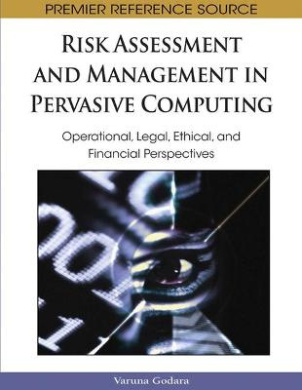 PREMIER REFERENCE SOURCE
RISK ASSESSMENT
AND MANAGEMENT IN
PERVASIVE COMPUTING
Operational, Legal, Ethical, and
Financial Perspectives
Varuna Godara